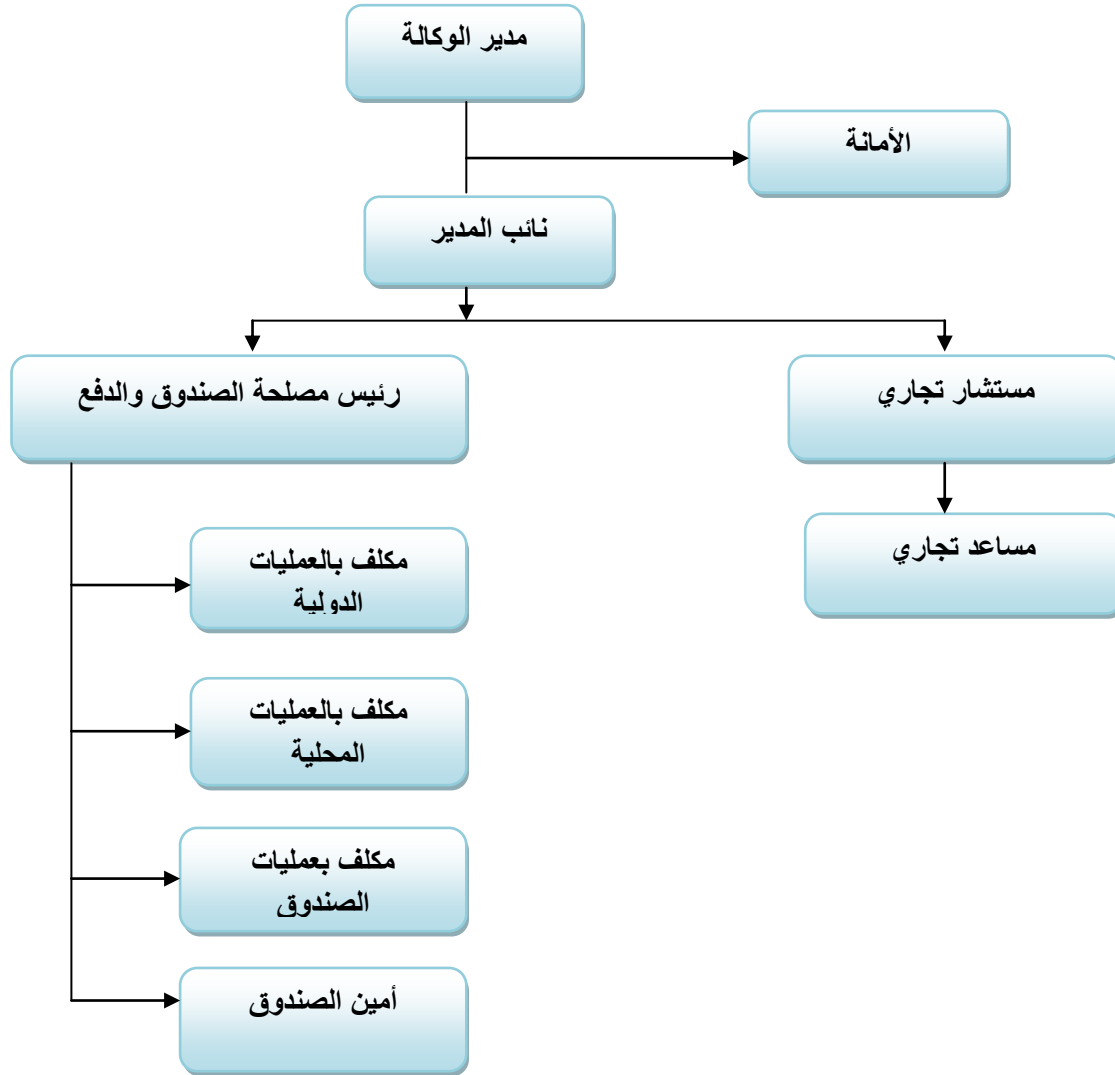 مدير الوكالة
الأمانة
نائب المدير
مستشار تجاري
رئيس مصلحة الصندوق والدفع
مساعد تجاري
مكلف بالعمليات
الدولية
مكلف بالعمليات
المحلية
مكلف بعمليات
الصندوق
أمين الصندوق